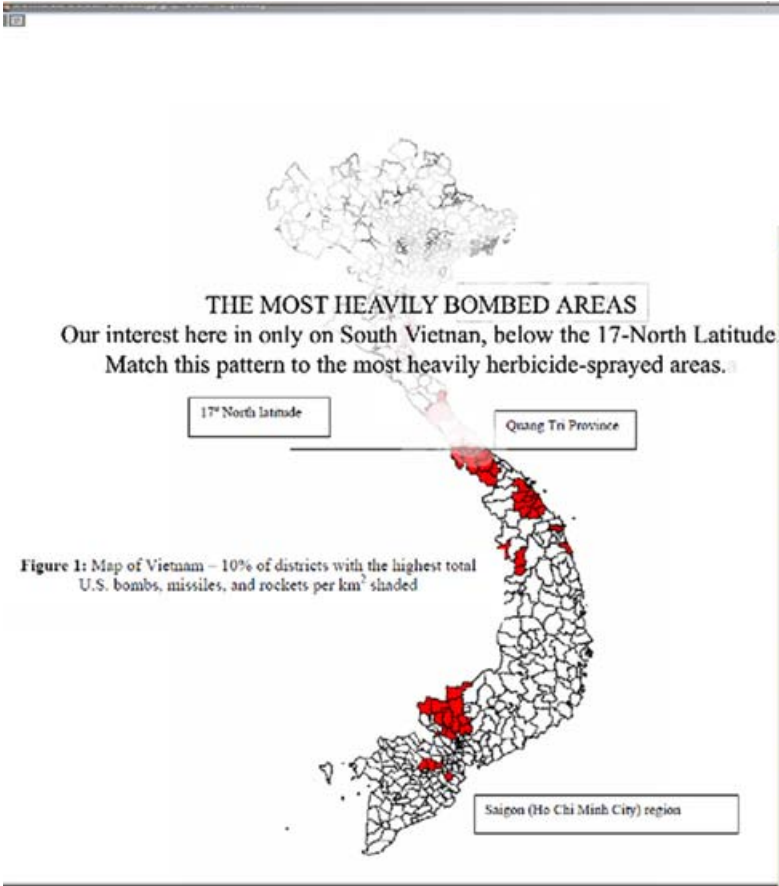 THE MOST HEAVILY BOMBED AREAS
Our interest here in only on South Vietnan, below the 17-North Latitude
Match this pattern to the most heavily herbicide-sprayed areas.
17º North latitude
Quang Tri Province
Figure 1: Map of Vietnam – 10% of districts with the highest total
U.S. bombs, missiles, and rockets per km² shaded
Saigon (Ho Chi Minh City) region